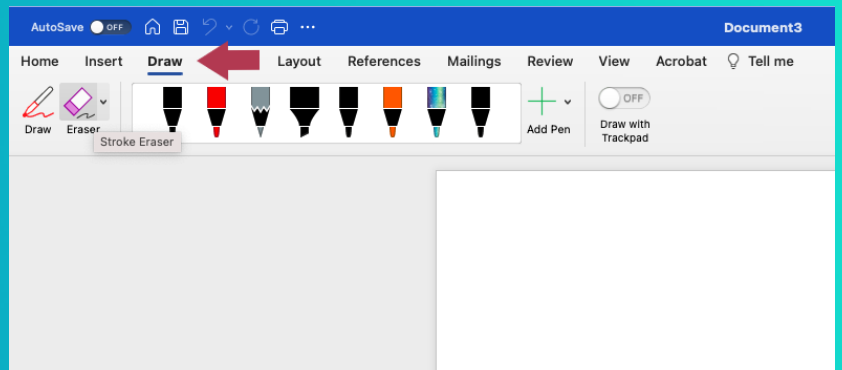 AutoSave OFF ... Document3
Home Insert Draw Layout References Mailings Review View Acrobat Tell me
Draw Eraser Add Pen OFF Draw with Trackpad
Stroke Eraser